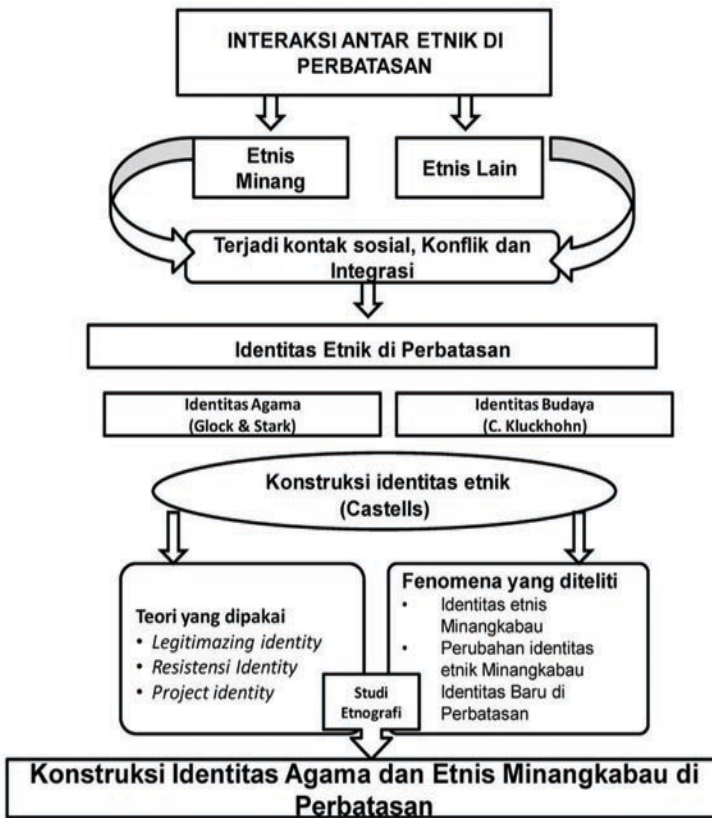 INTERAKSI ANTAR ETNIK DI
PERBATASAN
Etnis
Minang
Etnis Lain
Terjadi kontak sosial, Konflik dan
Integrasi
Identitas Etnik di Perbatasan
Identitas Agama
(Glock & Stark)
Identitas Budaya
(C. Kluckhohn)
Konstruksi identitas etnik
(Castells)
Teori yang dipakai
• Legitimazing identity
• Resistensi Identity
• Project identity
Fenomena yang diteliti
• Identitas etnis
Minangkabau
• Perubahan identitas
etnik Minangkabau
Identitas Baru di
Perbatasan
Studi
Etnografi
Konstruksi Identitas Agama dan Etnis Minangkabau di
Perbatasan